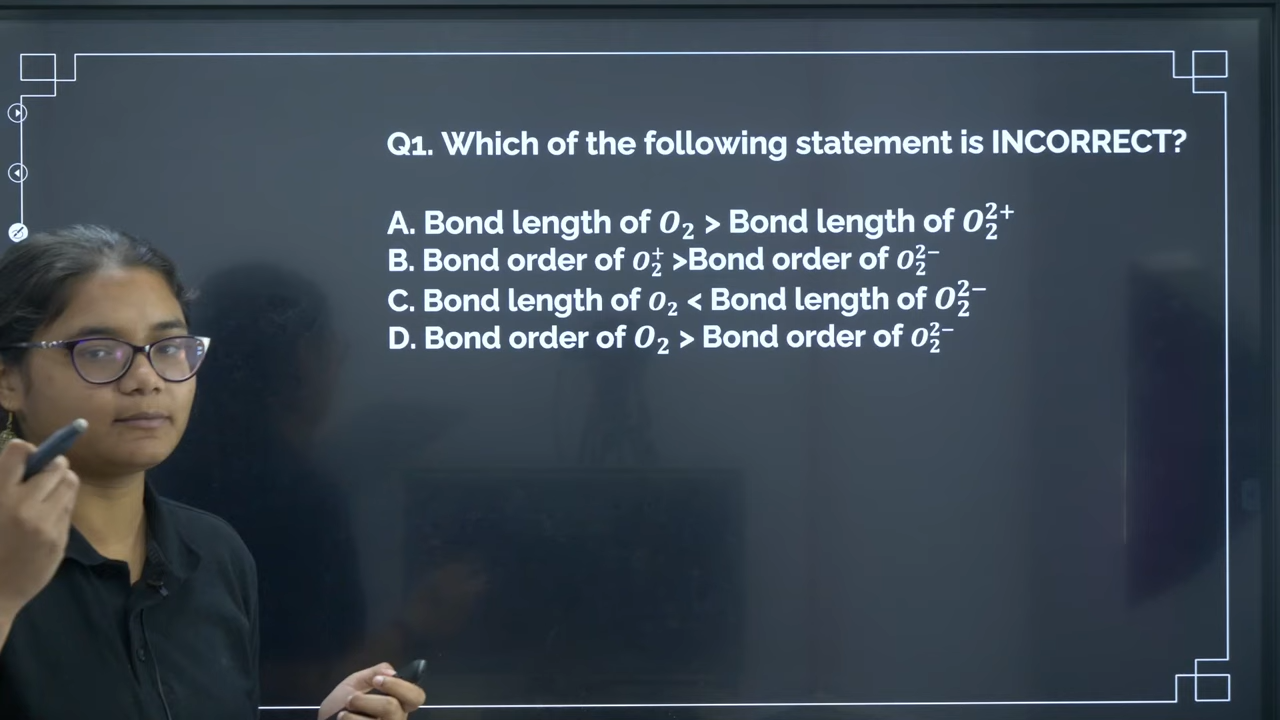 Q1. Which of the following statement is INCORRECT?
A. Bond length of O₂ > Bond length of O₂²⁺
B. Bond order of O₂⁺ >Bond order of O₂²⁻
C. Bond length of O₂ < Bond length of O₂²⁻
D. Bond order of O₂ > Bond order of O₂²⁻